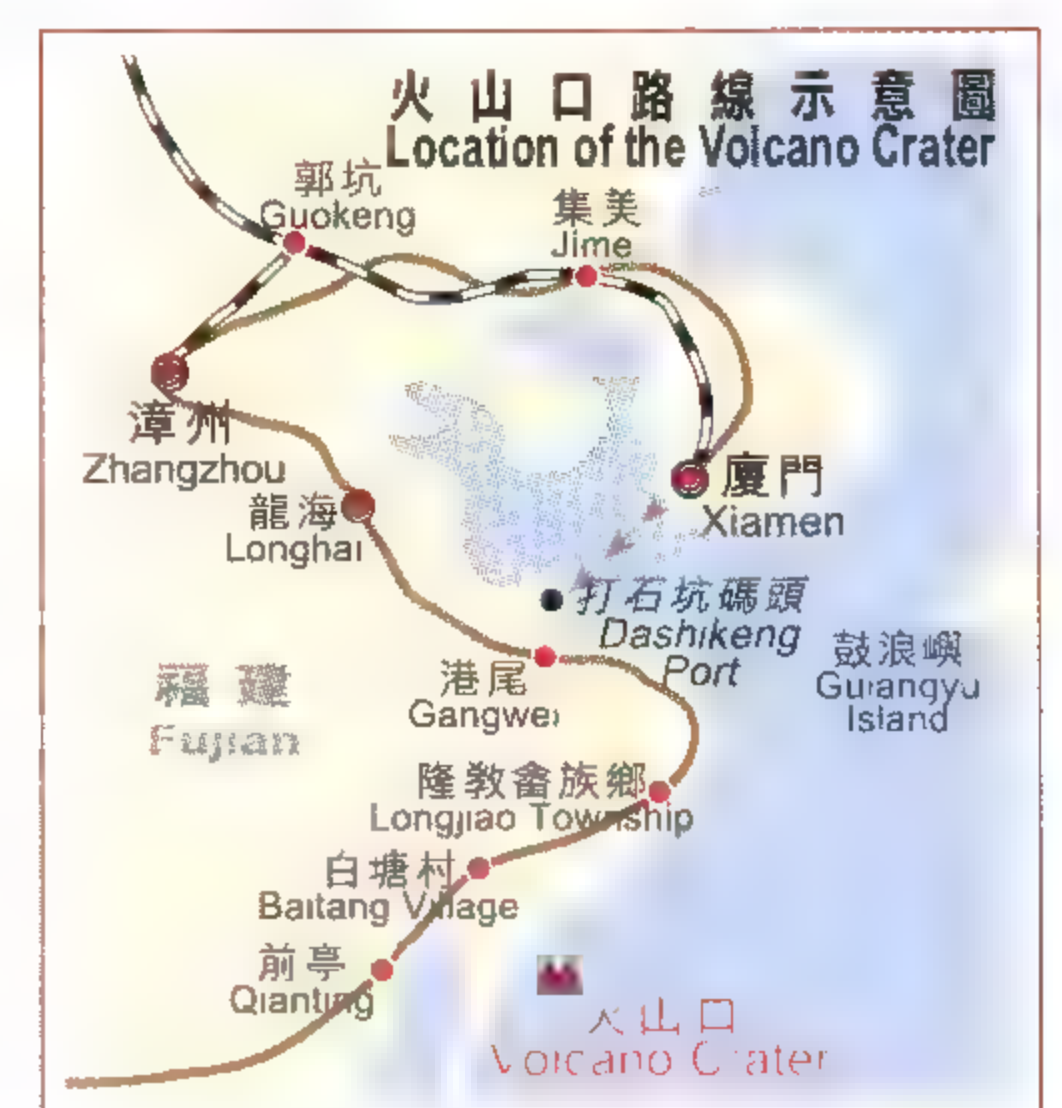 火山口路線示意圖
Location of the Volcano Crater
郭坑
Guokeng
集美
Jime
漳州
Zhangzhou
廈門
Xiamen
龍海
Longhai
打石坑碼頭
Dashikeng
Port
鼓浪嶼
Gulangyu
Island
港尾
Gangwei
福建
Fujian
隆教畲族鄉
Longjiao Township
白塘村
Baitang Village
前亭
Qianting
火山口
Volcano Crater